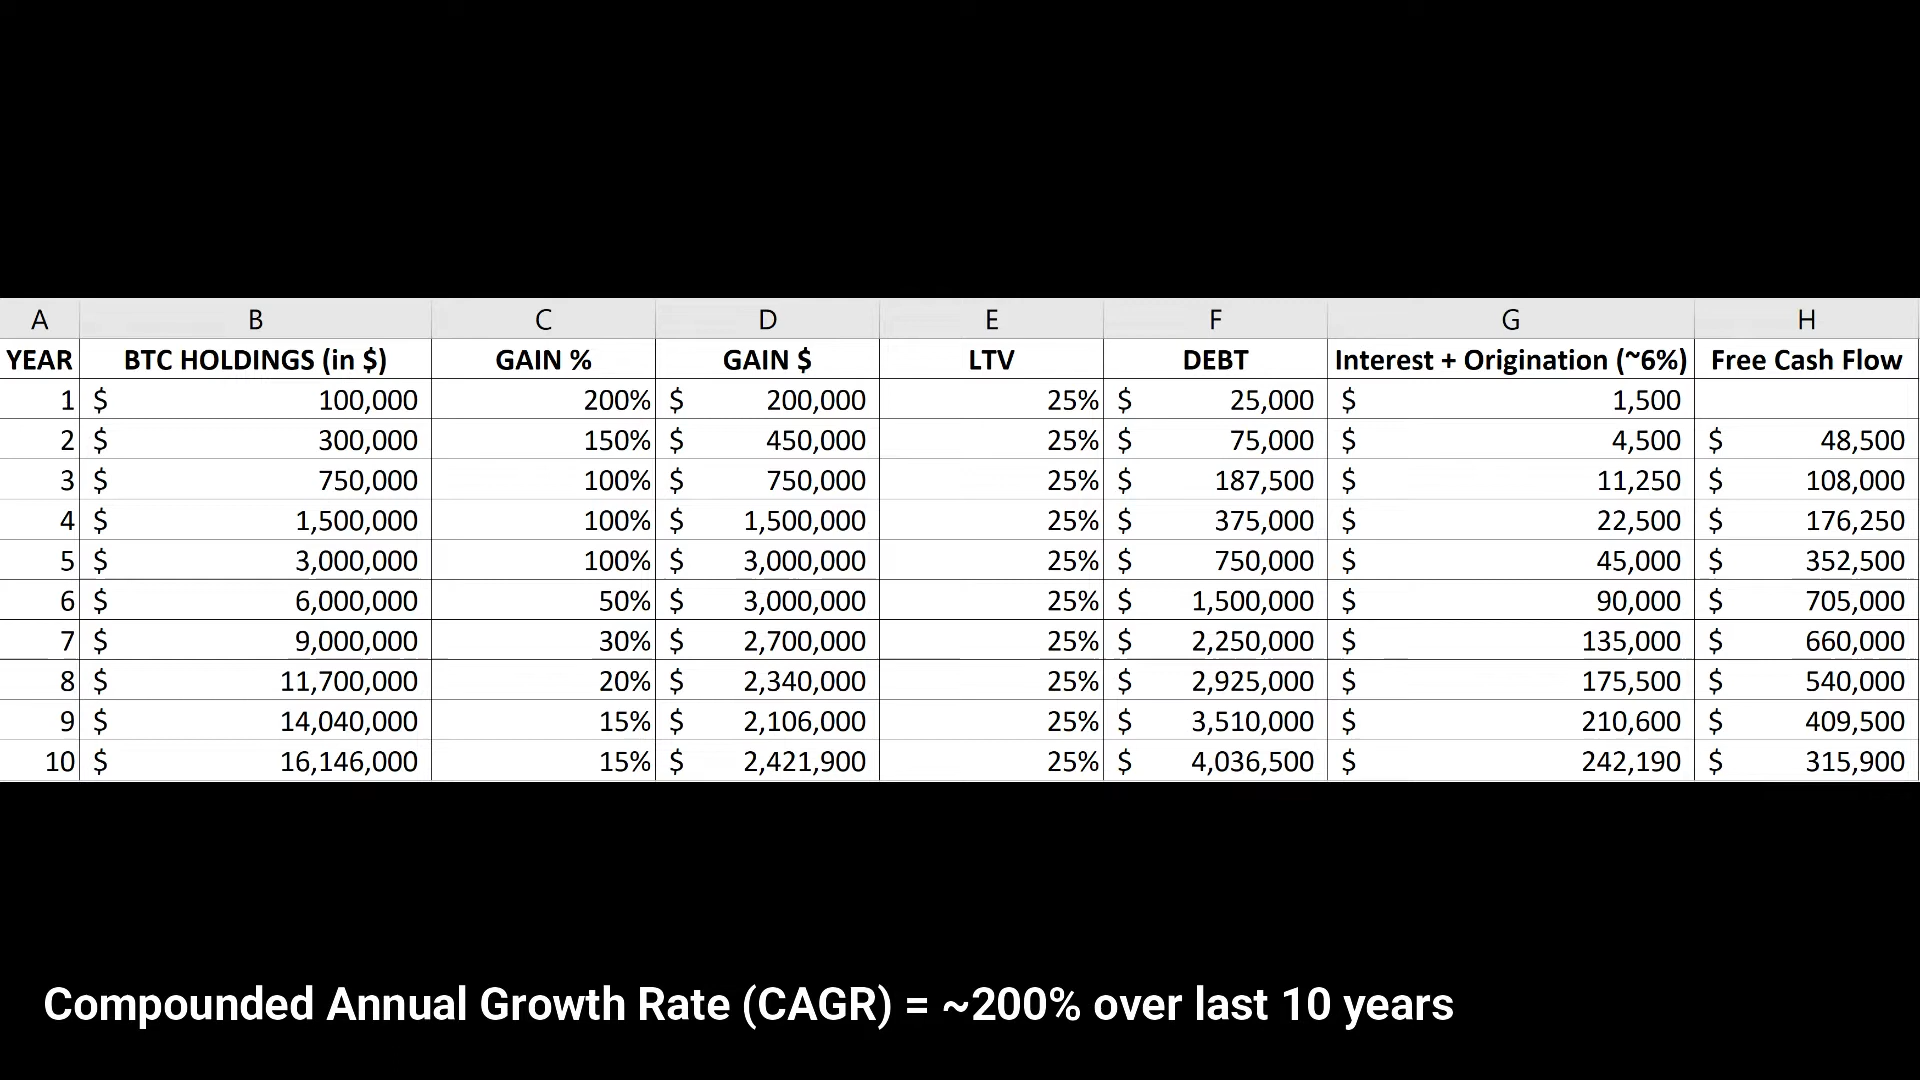 A B C D E F G H
YEAR BTC HOLDINGS (in $) GAIN % GAIN $ LTV DEBT Interest + Origination (~6%) Free Cash Flow
1 $ 100,000 200% $ 200,000 25% $ 25,000 $ 1,500
2 $ 300,000 150% $ 450,000 25% $ 75,000 $ 4,500 $ 48,500
3 $ 750,000 100% $ 750,000 25% $ 187,500 $ 11,250 $ 108,000
4 $ 1,500,000 100% $ 1,500,000 25% $ 375,000 $ 22,500 $ 176,250
5 $ 3,000,000 100% $ 3,000,000 25% $ 750,000 $ 45,000 $ 352,500
6 $ 6,000,000 50% $ 3,000,000 25% $ 1,500,000 $ 90,000 $ 705,000
7 $ 9,000,000 30% $ 2,700,000 25% $ 2,250,000 $ 135,000 $ 660,000
8 $ 11,700,000 20% $ 2,340,000 25% $ 2,925,000 $ 175,500 $ 540,000
9 $ 14,040,000 15% $ 2,106,000 25% $ 3,510,000 $ 210,600 $ 409,500
10 $ 16,146,000 15% $ 2,421,900 25% $ 4,036,500 $ 242,190 $ 315,900
Compounded Annual Growth Rate (CAGR) = ~200% over last 10 years